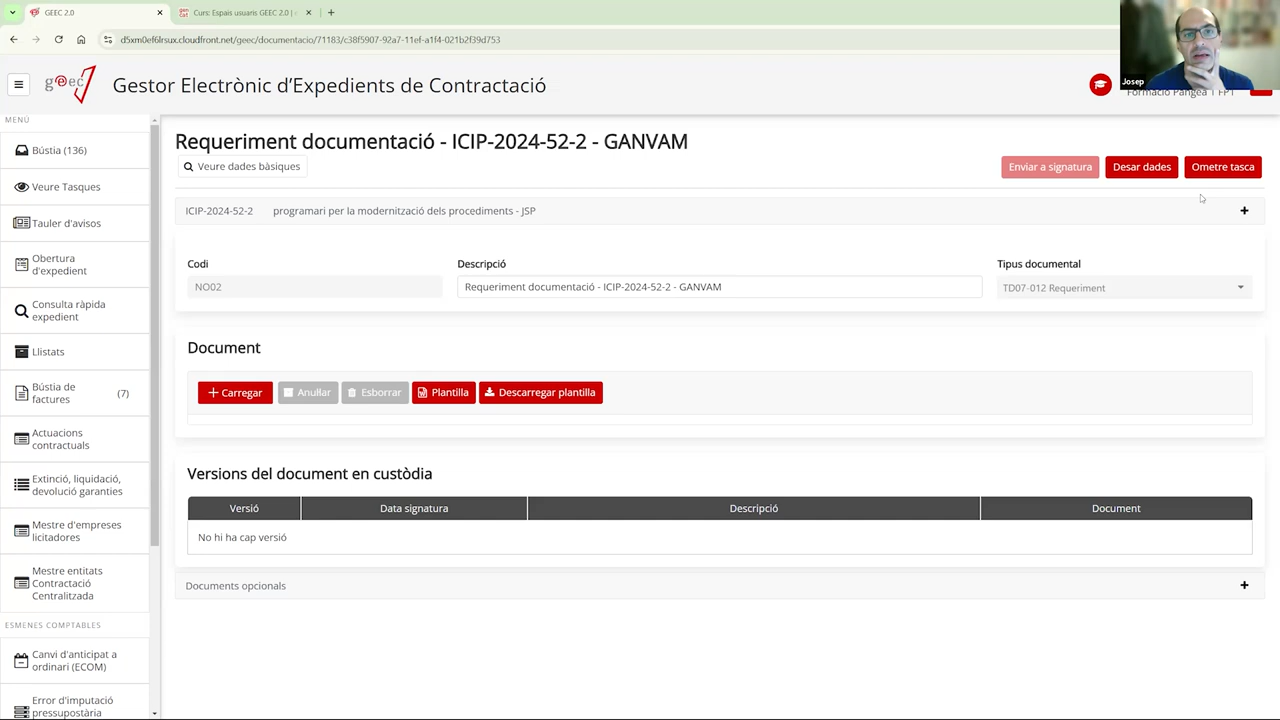 GEEC 2.0
Curs: Espais usuaris GEEC 2.0 | c
d5xm0ef6lrsux.cloudfront.net/geec/documentacio/71183/c38f5907-92a7-11ef-a1f4-021b2f39d753
Josep
geec
Gestor Electrònic d'Expedients de Contractació
Formació Pangea 1 FP1
MENÚ
Bústia (136)
Veure Tasques
Tauler d'avisos
Obertura
d'expedient
Consulta ràpida
expedient
Llistats
Bústia de
factures
(7)
Actuacions
contractuals
Extinció, liquidació,
devolució garanties
Mestre d'empreses
licitadores
Mestre entitats
Contractació
Centralitzada
ESMENES COMPTABLES
Canvi d'anticipat a
ordinari (ECOM)
Error d'imputació
pressupostària
Requeriment documentació - ICIP-2024-52-2 - GANVAM
Veure dades bàsiques
Enviar a signatura
Desar dades
Ometre tasca
ICIP-2024-52-2 programari per la modernització dels procediments - JSP
Codi
Descripció
Tipus documental
NO02
Requeriment documentació - ICIP-2024-52-2 - GANVAM
TD07-012 Requeriment
Document
Carregar
Anul·lar
Esborrar
Plantilla
Descarregar plantilla
Versions del document en custòdia
Versió
Data signatura
Descripció
Document
No hi ha cap versió
Documents opcionals